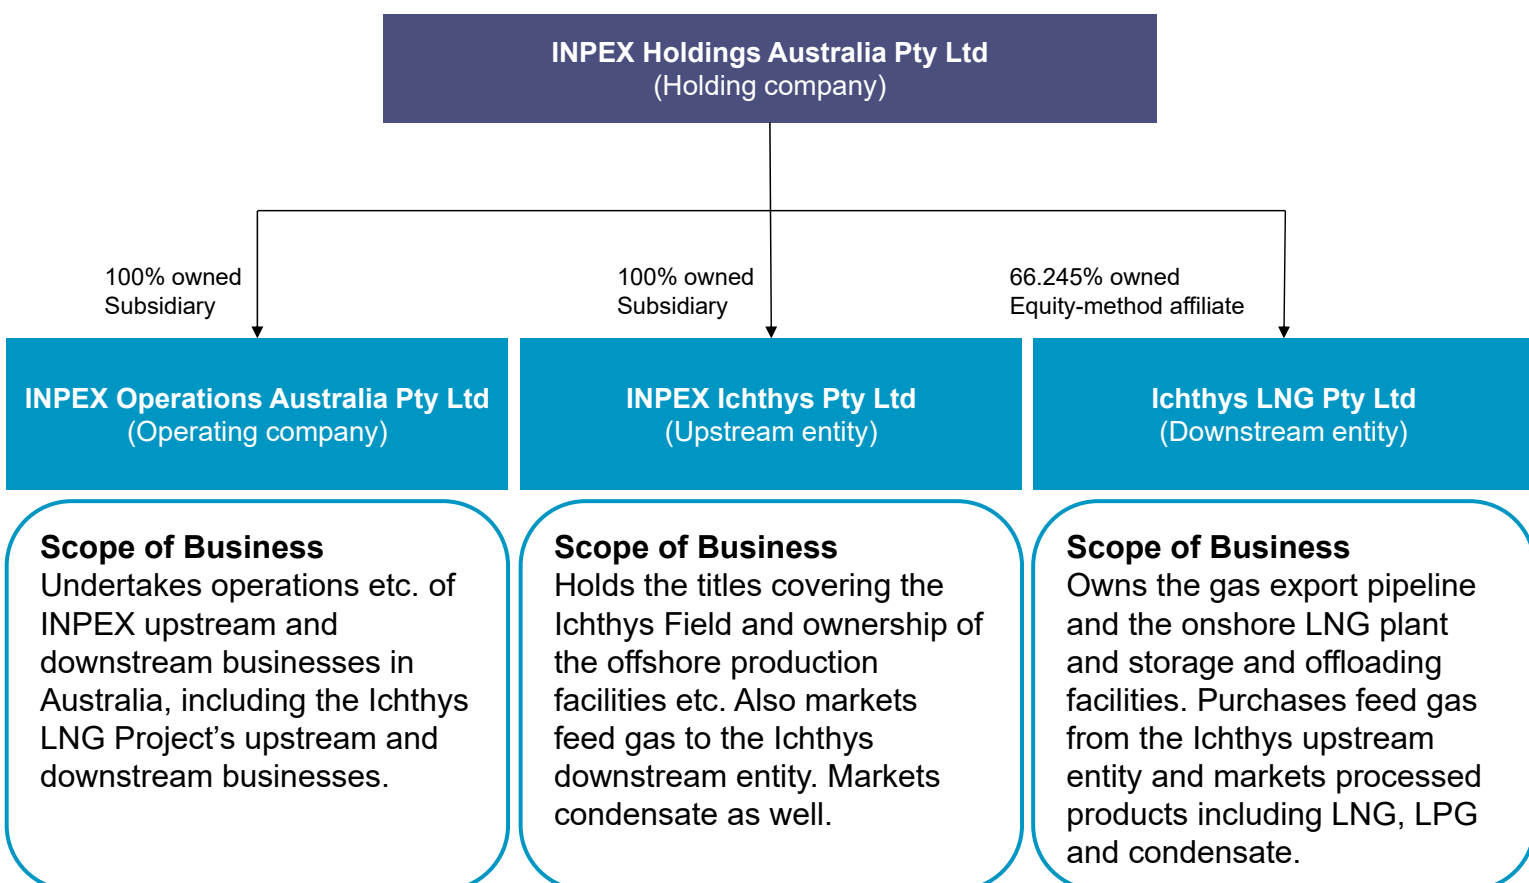 INPEX Holdings Australia Pty Ltd
(Holding company)
100% owned
Subsidiary
100% owned
Subsidiary
66.245% owned
Equity-method affiliate
INPEX Operations Australia Pty Ltd
(Operating company)
INPEX Ichthys Pty Ltd
(Upstream entity)
Ichthys LNG Pty Ltd
(Downstream entity)
Scope of Business
Undertakes operations etc. of
INPEX upstream and
downstream businesses in
Australia, including the Ichthys
LNG Project’s upstream and
downstream businesses.
Scope of Business
Holds the titles covering the
Ichthys Field and ownership of
the offshore production
facilities etc. Also markets
feed gas to the Ichthys
downstream entity. Markets
condensate as well.
Scope of Business
Owns the gas export pipeline
and the onshore LNG plant
and storage and offloading
facilities. Purchases feed gas
from the Ichthys upstream
entity and markets processed
products including LNG, LPG
and condensate.